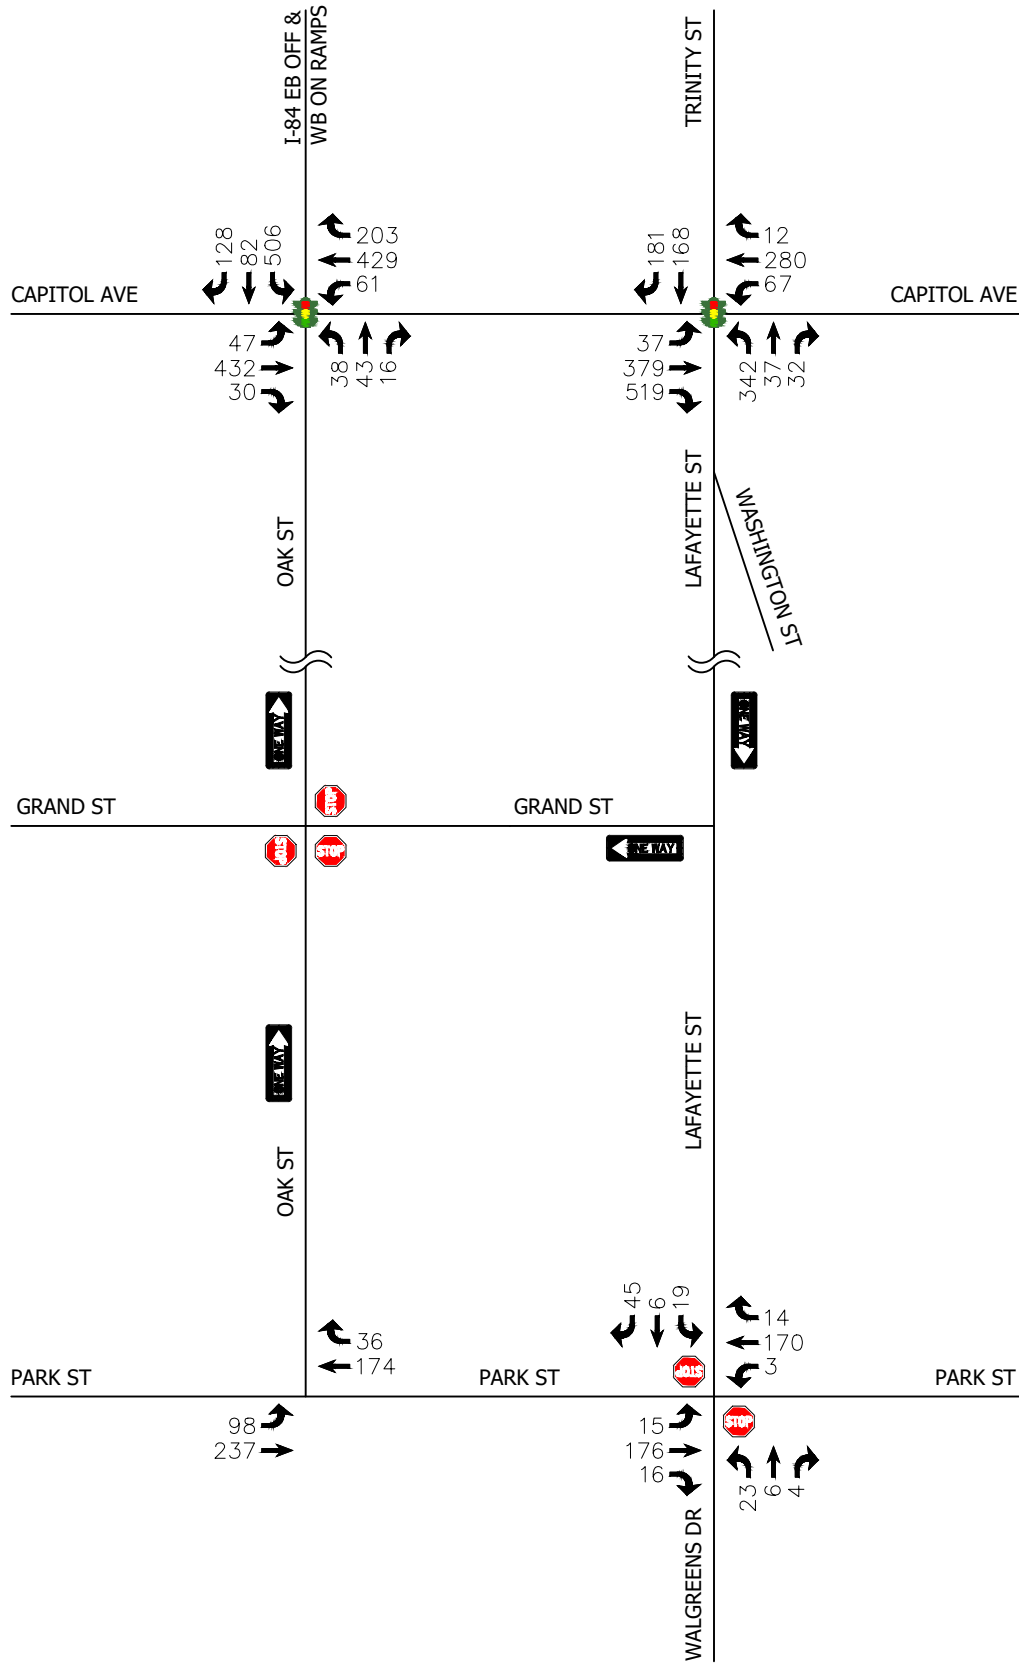 I-84 EB OFF &
WB ON RAMPS
TRINITY ST
128
82
506
203
429
61
181
168
12
280
67
CAPITOL AVE
CAPITOL AVE
47
432
30
38
43
16
37
379
519
342
37
32
OAK ST
LAFAYETTE ST
WASHINGTON ST
ONE WAY
ONE WAY
GRAND ST
GRAND ST
STOP
STOP
STOP
ONE WAY
ONE WAY
LAFAYETTE ST
OAK ST
36
174
45
6
19
14
170
3
PARK ST
PARK ST
PARK ST
STOP
98
237
15
176
16
STOP
23
6
4
WALGREENS DR